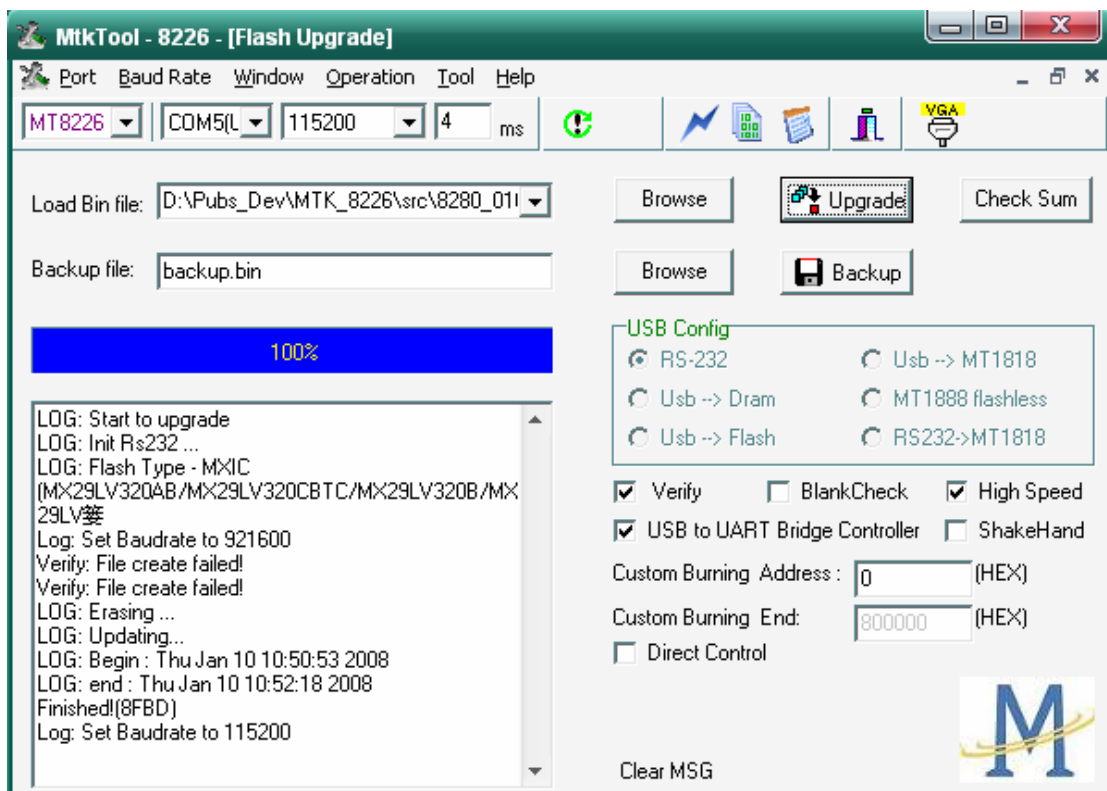 MtkTool - 8226 - [Flash Upgrade]
Port Baud Rate Window Operation Tool Help
MT8226 COM5(L 115200 4 ms VGA
Load Bin file: D:\Pubs_Dev\MTK_8226\src\8280_01 Browse Upgrade Check Sum
Backup file: backup.bin Browse Backup
100%
USB Config
RS-232 Usb --> MT1818
Usb --> Dram MT1888 flashless
Usb --> Flash RS232->MT1818
LOG: Start to upgrade
LOG: Init Rs232 ...
LOG: Flash Type - MXIC
(MX29LV320AB/MX29LV320CBTC/MX29LV320B/MX
29LV篓
Log: Set Baudrate to 921600
Verify: File create failed!
Verify: File create failed!
LOG: Erasing ...
LOG: Updating...
LOG: Begin : Thu Jan 10 10:50:53 2008
LOG: end : Thu Jan 10 10:52:18 2008
Finished!(8FBD)
Log: Set Baudrate to 115200
Verify BlankCheck High Speed
USB to UART Bridge Controller ShakeHand
Custom Burning Address : 0 (HEX)
Custom Burning End: 800000 (HEX)
Direct Control
Clear MSG
M